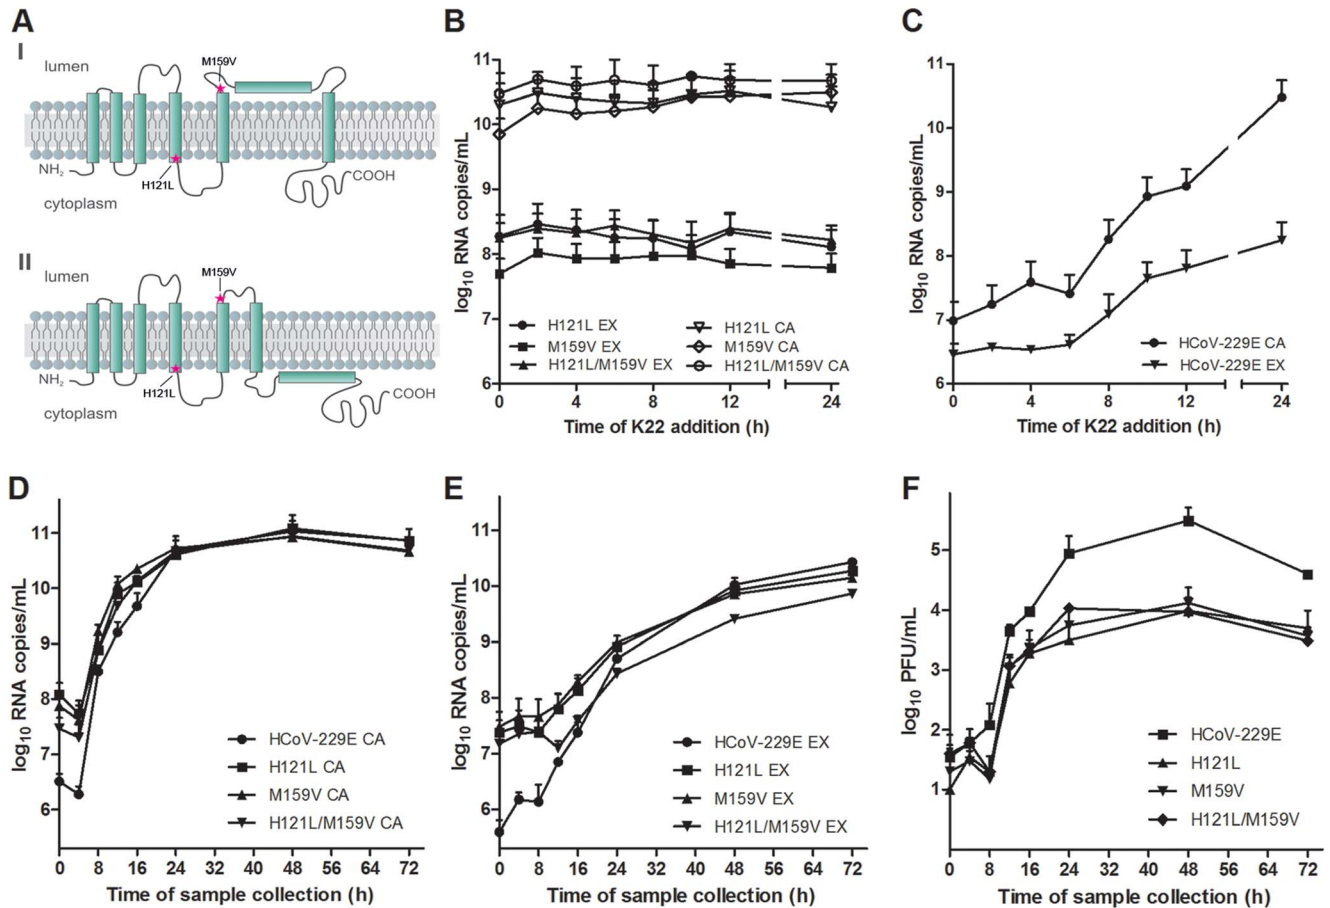 A
I
lumen
M159V
NH2
H121L
COOH
cytoplasm
II
lumen
M159V
NH2
H121L
COOH
cytoplasm
B
log10 RNA copies/mL
11
10
9
8
7
6
H121L EX
M159V EX
H121L/M159V EX
H121L CA
M159V CA
H121L/M159V CA
0 4 8 12 24
Time of K22 addition (h)
C
log10 RNA copies/mL
11
10
9
8
7
6
HCoV-229E CA
HCoV-229E EX
0 4 8 12 24
Time of K22 addition (h)
D
log10 RNA copies/mL
11
10
9
8
7
6
HCoV-229E CA
H121L CA
M159V CA
H121L/M159V CA
0 8 16 24 32 40 48 56 64 72
Time of sample collection (h)
E
log10 RNA copies/mL
11
10
9
8
7
6
HCoV-229E EX
H121L EX
M159V EX
H121L/M159V EX
0 8 16 24 32 40 48 56 64 72
Time of sample collection (h)
F
log10 PFU/mL
5
4
3
2
1
HCoV-229E
H121L
M159V
H121L/M159V
0 8 16 24 32 40 48 56 64 72
Time of sample collection (h)